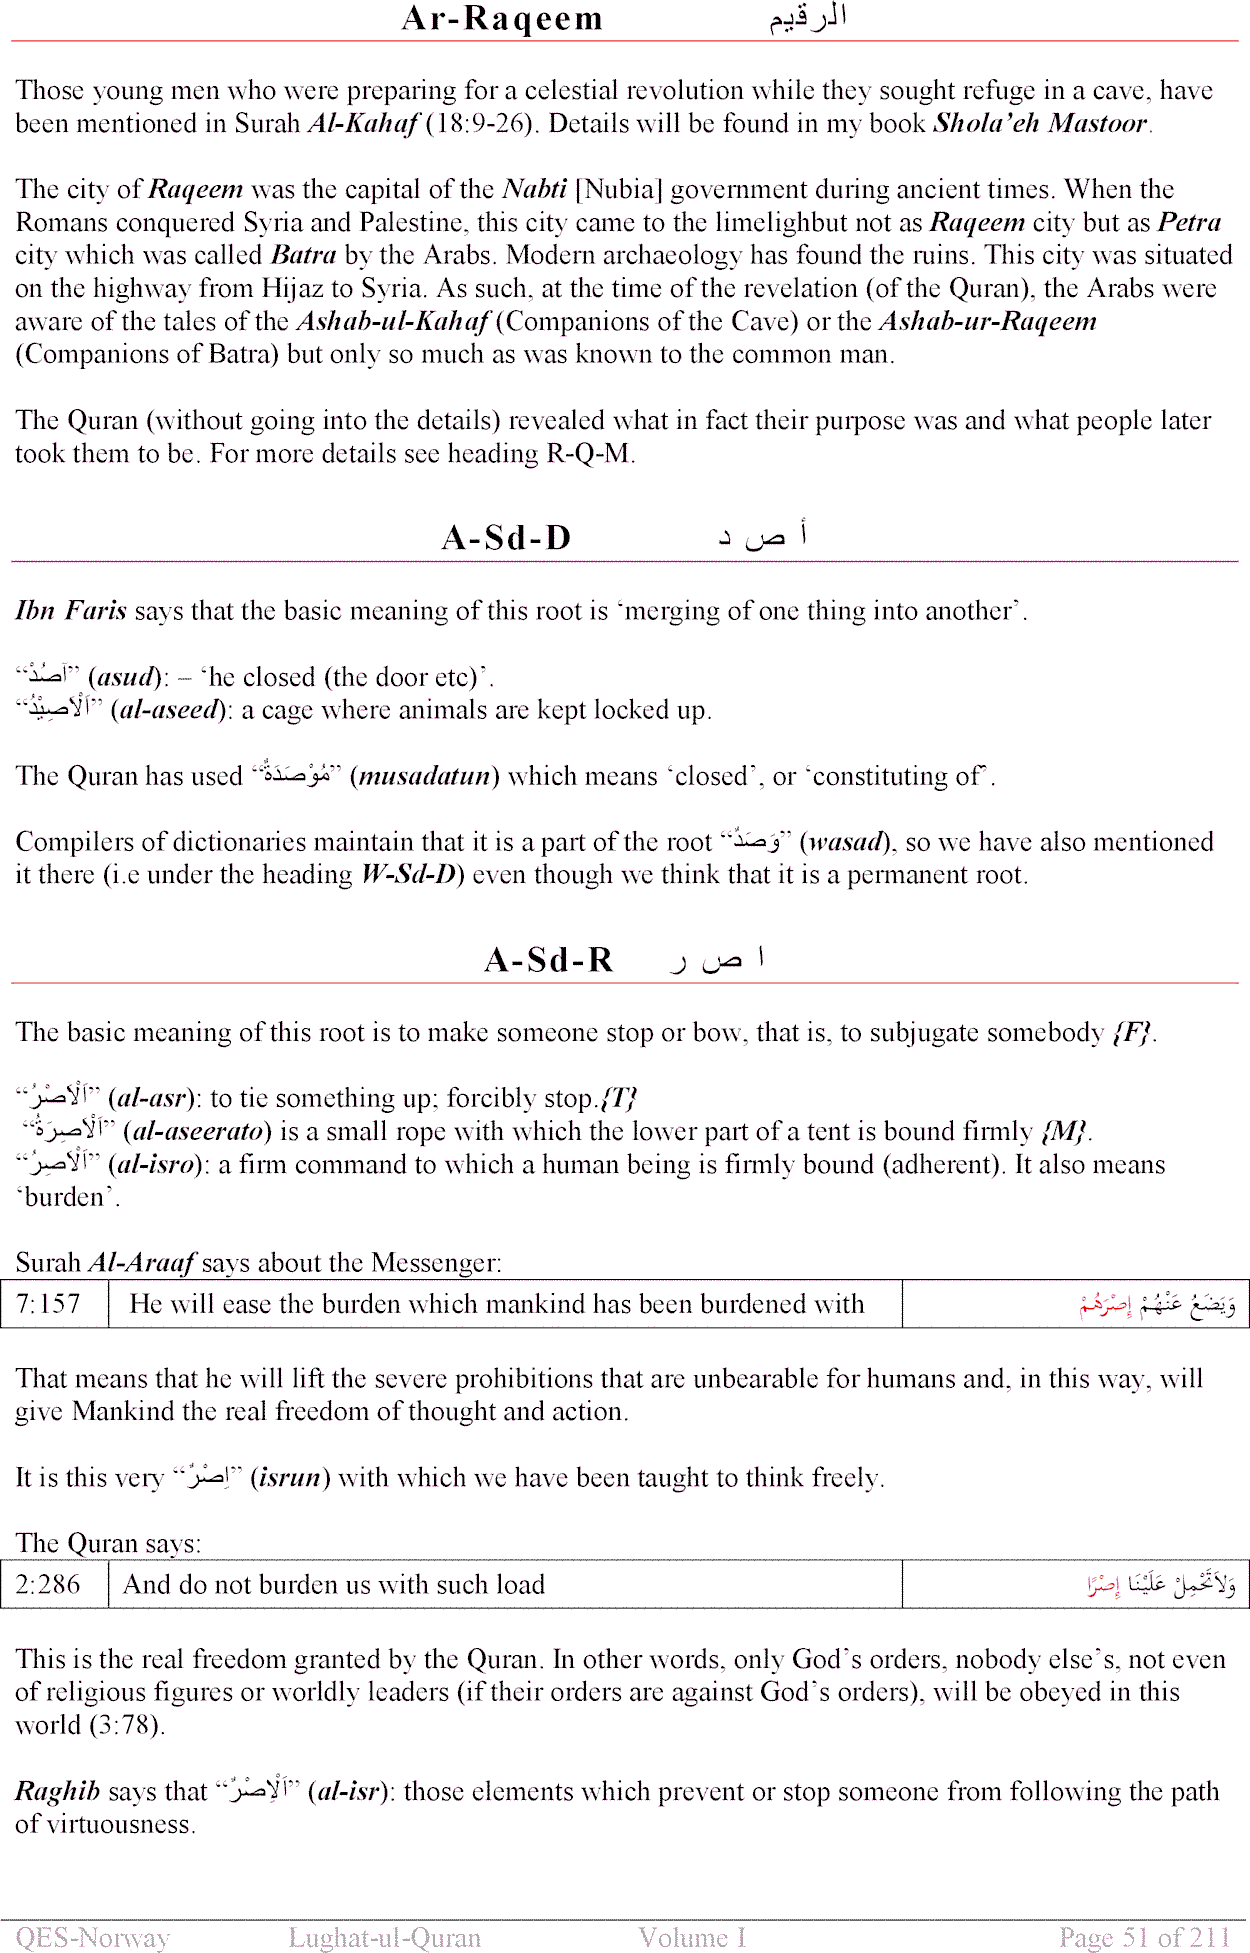 Ar-Raqeem الرقيم
Those young men who were preparing for a celestial revolution while they sought refuge in a cave, have
been mentioned in Surah Al-Kahaf (18:9-26). Details will be found in my book Shola’eh Mastoor.
The city of Raqeem was the capital of the Nabti [Nubia] government during ancient times. When the
Romans conquered Syria and Palestine, this city came to the limelighbut not as Raqeem city but as Petra
city which was called Batra by the Arabs. Modern archaeology has found the ruins. This city was situated
on the highway from Hijaz to Syria. As such, at the time of the revelation (of the Quran), the Arabs were
aware of the tales of the Ashab-ul-Kahaf (Companions of the Cave) or the Ashab-ur-Raqeem
(Companions of Batra) but only so much as was known to the common man.
The Quran (without going into the details) revealed what in fact their purpose was and what people later
took them to be. For more details see heading R-Q-M.
A-Sd-D أ ص د
Ibn Faris says that the basic meaning of this root is ‘merging of one thing into another’.
“اَصُدْ” (asud): – ‘he closed (the door etc)’.
“اَلْاَصِيْدُ” (al-aseed): a cage where animals are kept locked up.
The Quran has used “مُوْصَدَةٌ” (musadatun) which means ‘closed’, or ‘constituting of’.
Compilers of dictionaries maintain that it is a part of the root “وَصَدٌ” (wasad), so we have also mentioned
it there (i.e under the heading W-Sd-D) even though we think that it is a permanent root.
A-Sd-R ا ص ر
The basic meaning of this root is to make someone stop or bow, that is, to subjugate somebody {F}.
“اَلْاَصْرُ” (al-asr): to tie something up; forcibly stop.{T}
“اَلْاَصِرَةُ” (al-aseerato) is a small rope with which the lower part of a tent is bound firmly {M}.
“اَلْاَصِرُ” (al-isro): a firm command to which a human being is firmly bound (adherent). It also means
‘burden’.
Surah Al-Araaf says about the Messenger:
7:157 He will ease the burden which mankind has been burdened with وَيَضَعُ عَنْهُمْ إِصْرَهُمْ
That means that he will lift the severe prohibitions that are unbearable for humans and, in this way, will
give Mankind the real freedom of thought and action.
It is this very “اِصْرٌ” (isrun) with which we have been taught to think freely.
The Quran says:
2:286 And do not burden us with such load وَلاَتَحْمِلْ عَلَيْنَا إِصْرًا
This is the real freedom granted by the Quran. In other words, only God’s orders, nobody else’s, not even
of religious figures or worldly leaders (if their orders are against God’s orders), will be obeyed in this
world (3:78).
Raghib says that “اَلْاِصْرُ” (al-isr): those elements which prevent or stop someone from following the path
of virtuousness.
QES-Norway Lughat-ul-Quran Volume I Page 51 of 211